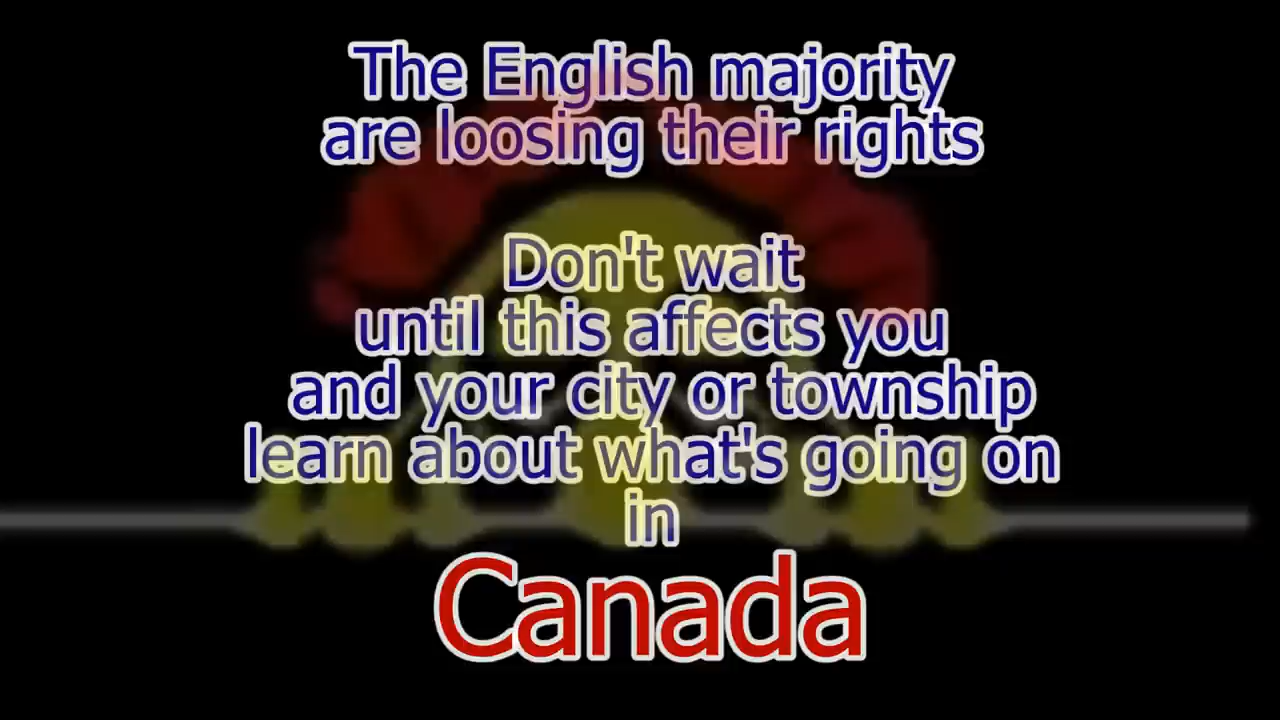 The English majority
are loosing their rights
Don't wait
until this affects you
and your city or township
learn about what's going on
in
Canada